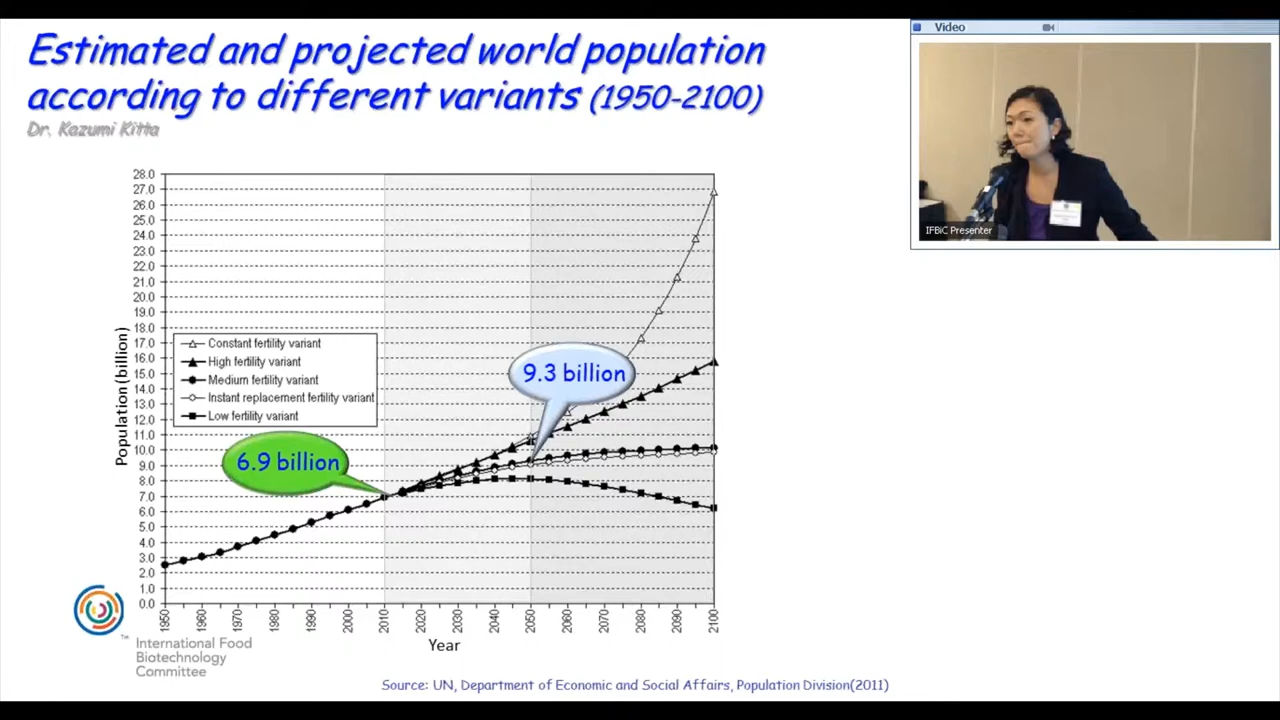 Estimated and projected world population
according to different variants (1950-2100)
Dr. Kazumi Kitta
Video
IFBiC Presenter
Population (billion)
28.0
27.0
26.0
25.0
24.0
23.0
22.0
21.0
20.0
19.0
18.0
17.0
16.0
15.0
14.0
13.0
12.0
11.0
10.0
9.0
8.0
7.0
6.0
5.0
4.0
3.0
2.0
1.0
0.0
Constant fertility variant
High fertility variant
Medium fertility variant
Instant replacement fertility variant
Low fertility variant
6.9 billion
9.3 billion
1950 1960 1970 1980 1990 2000 2010 2020 2030 2040 2050 2060 2070 2080 2090 2100
Year
TM
International Food
Biotechnology
Committee
Source: UN, Department of Economic and Social Affairs, Population Division(2011)